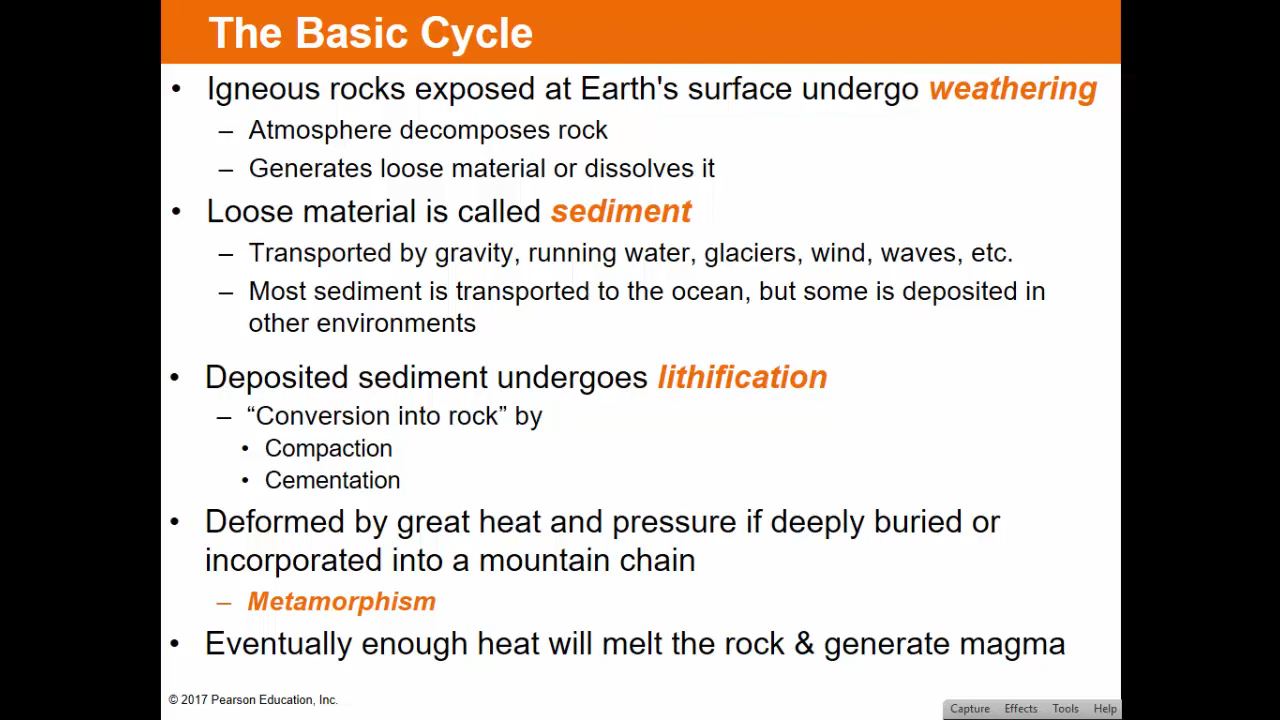 The Basic Cycle
• Igneous rocks exposed at Earth's surface undergo weathering
– Atmosphere decomposes rock
– Generates loose material or dissolves it
• Loose material is called sediment
– Transported by gravity, running water, glaciers, wind, waves, etc.
– Most sediment is transported to the ocean, but some is deposited in
other environments
• Deposited sediment undergoes lithification
– “Conversion into rock” by
• Compaction
• Cementation
• Deformed by great heat and pressure if deeply buried or
incorporated into a mountain chain
– Metamorphism
• Eventually enough heat will melt the rock & generate magma
© 2017 Pearson Education, Inc.
Capture Effects Tools Help